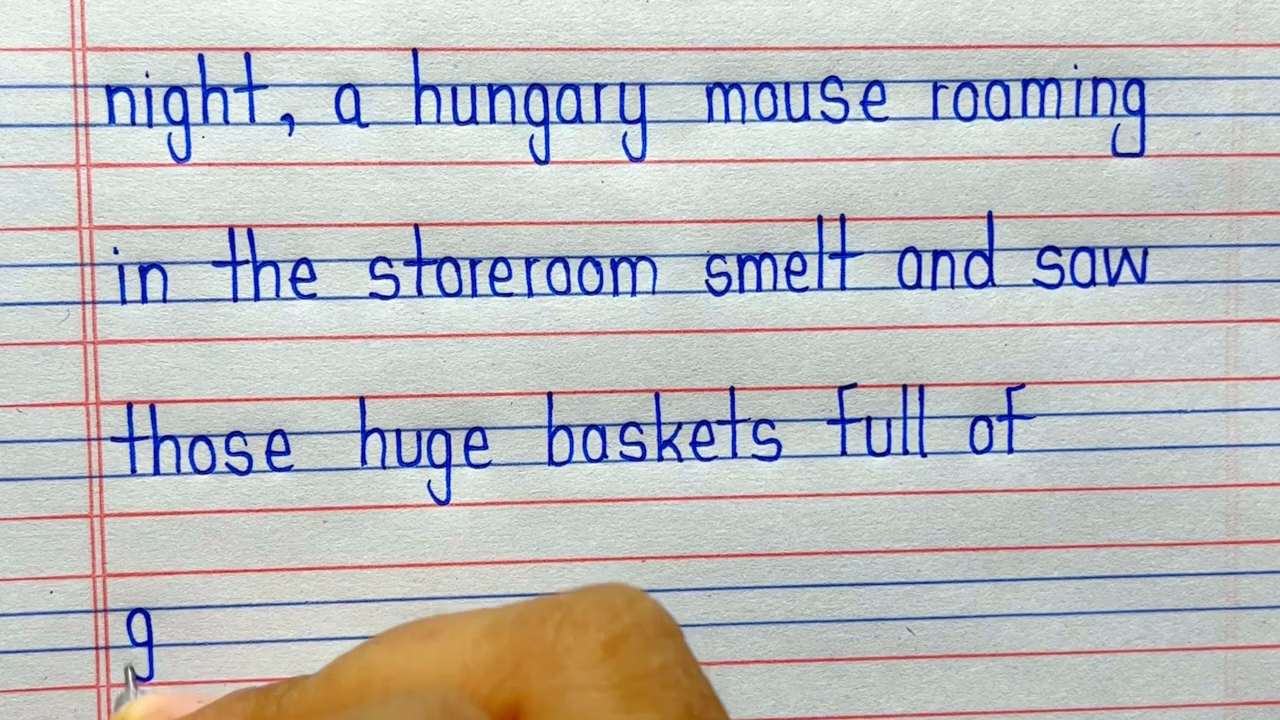 night, a hungary mouse roaming
in the storeroom smelt and saw
those huge baskets full of
g